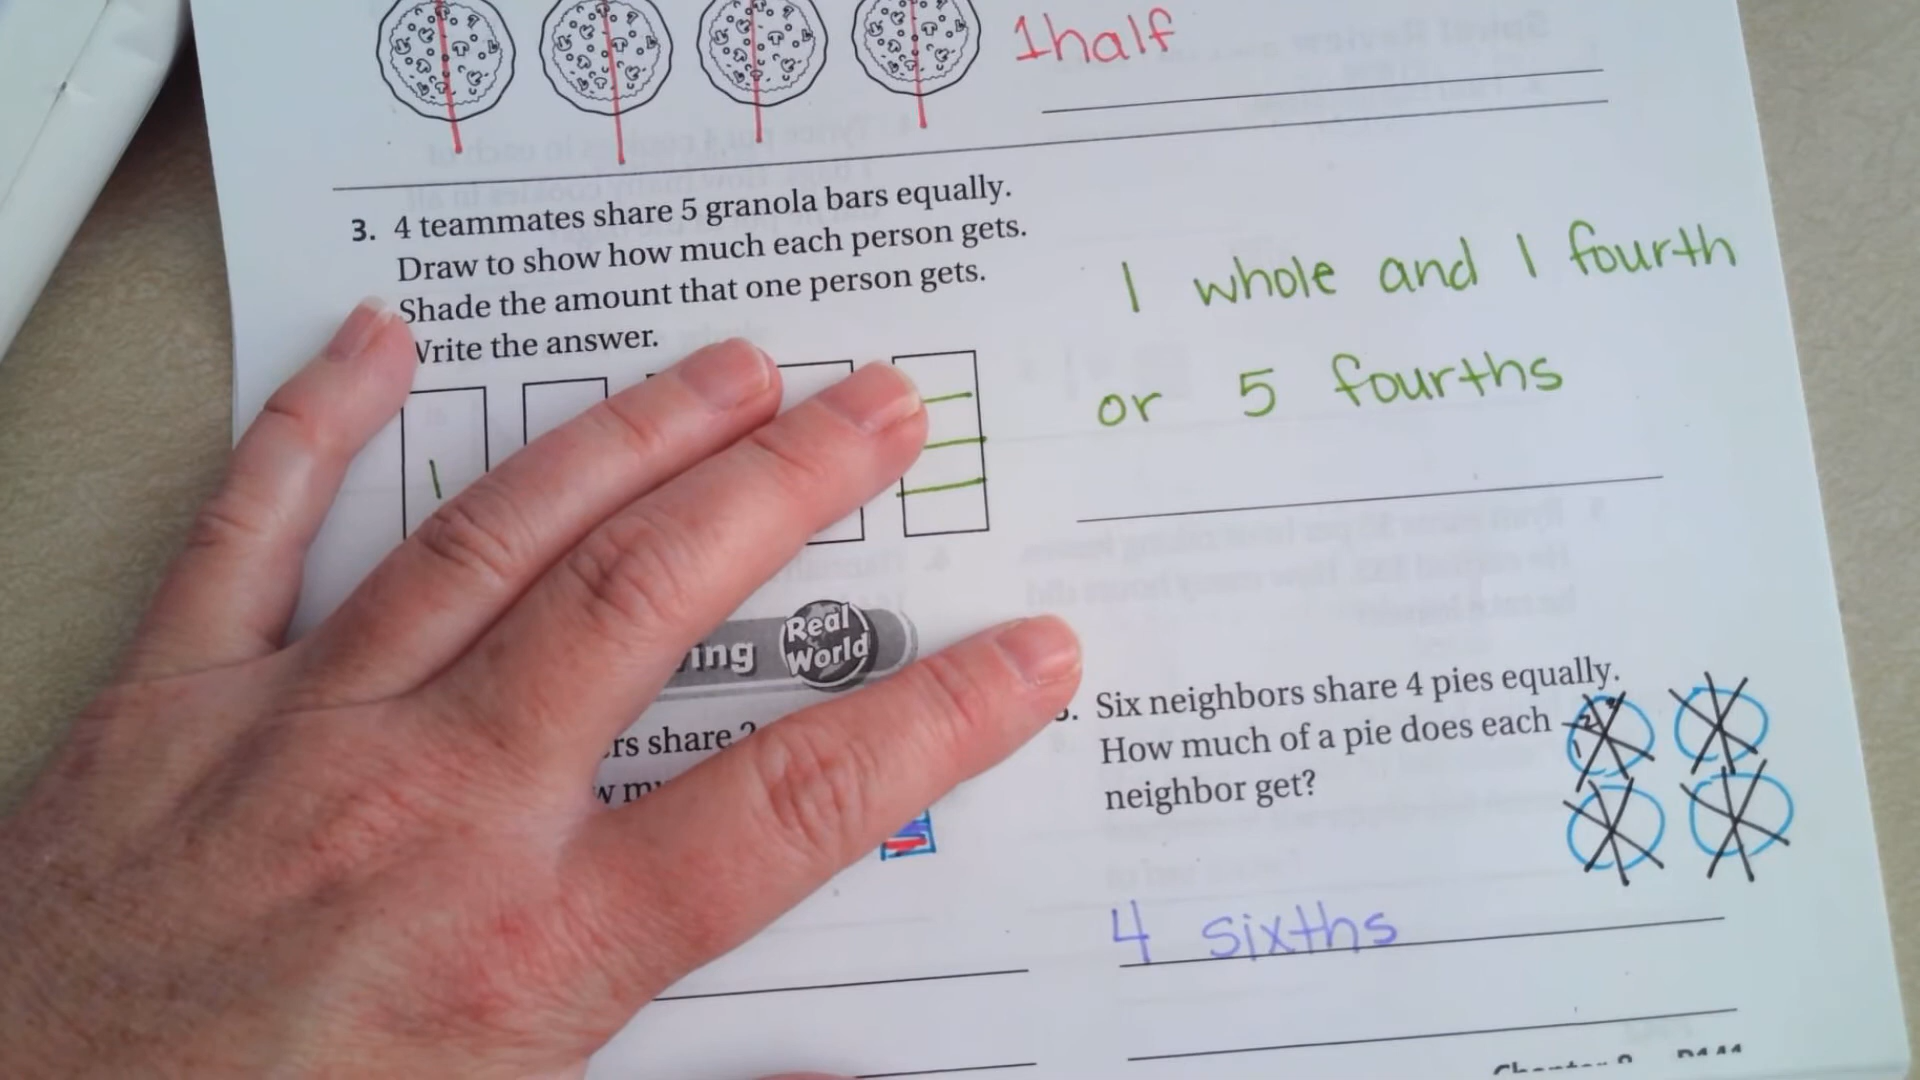 1half
3. 4 teammates share 5 granola bars equally.
Draw to show how much each person gets.
Shade the amount that one person gets.
Write the answer.
1 whole and 1 fourth
or 5 fourths
1
Real
World
share
Six neighbors share 4 pies equally.
How much of a pie does each
neighbor get?
4 sixths